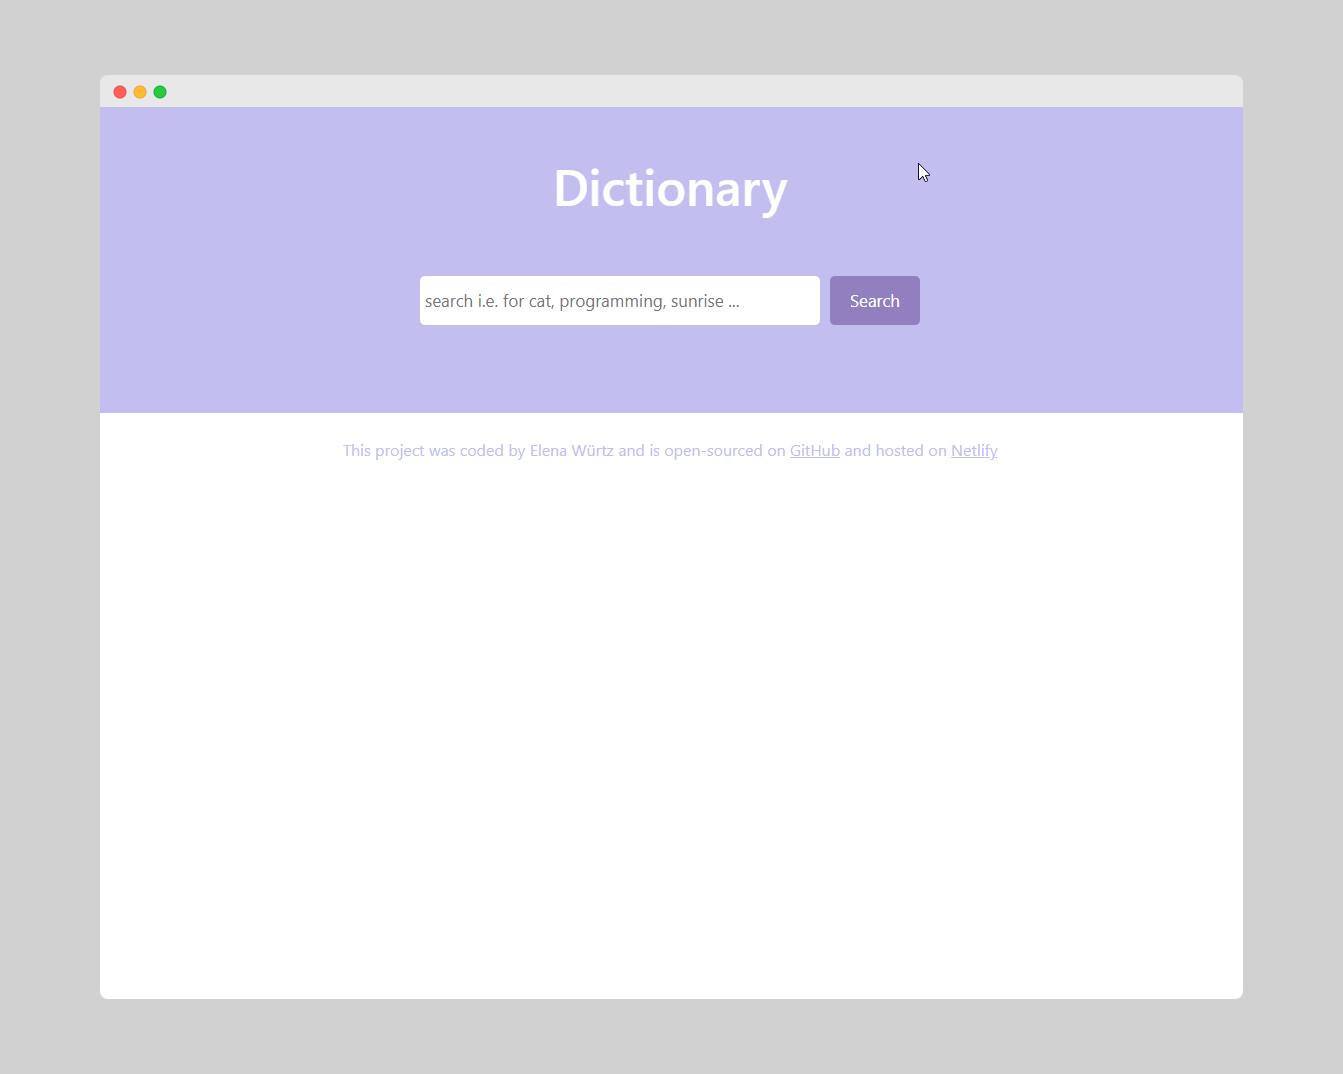 Dictionary
search i.e. for cat, programming, sunrise ...
Search
This project was coded by Elena Würtz and is open-sourced on GitHub and hosted on Netlify